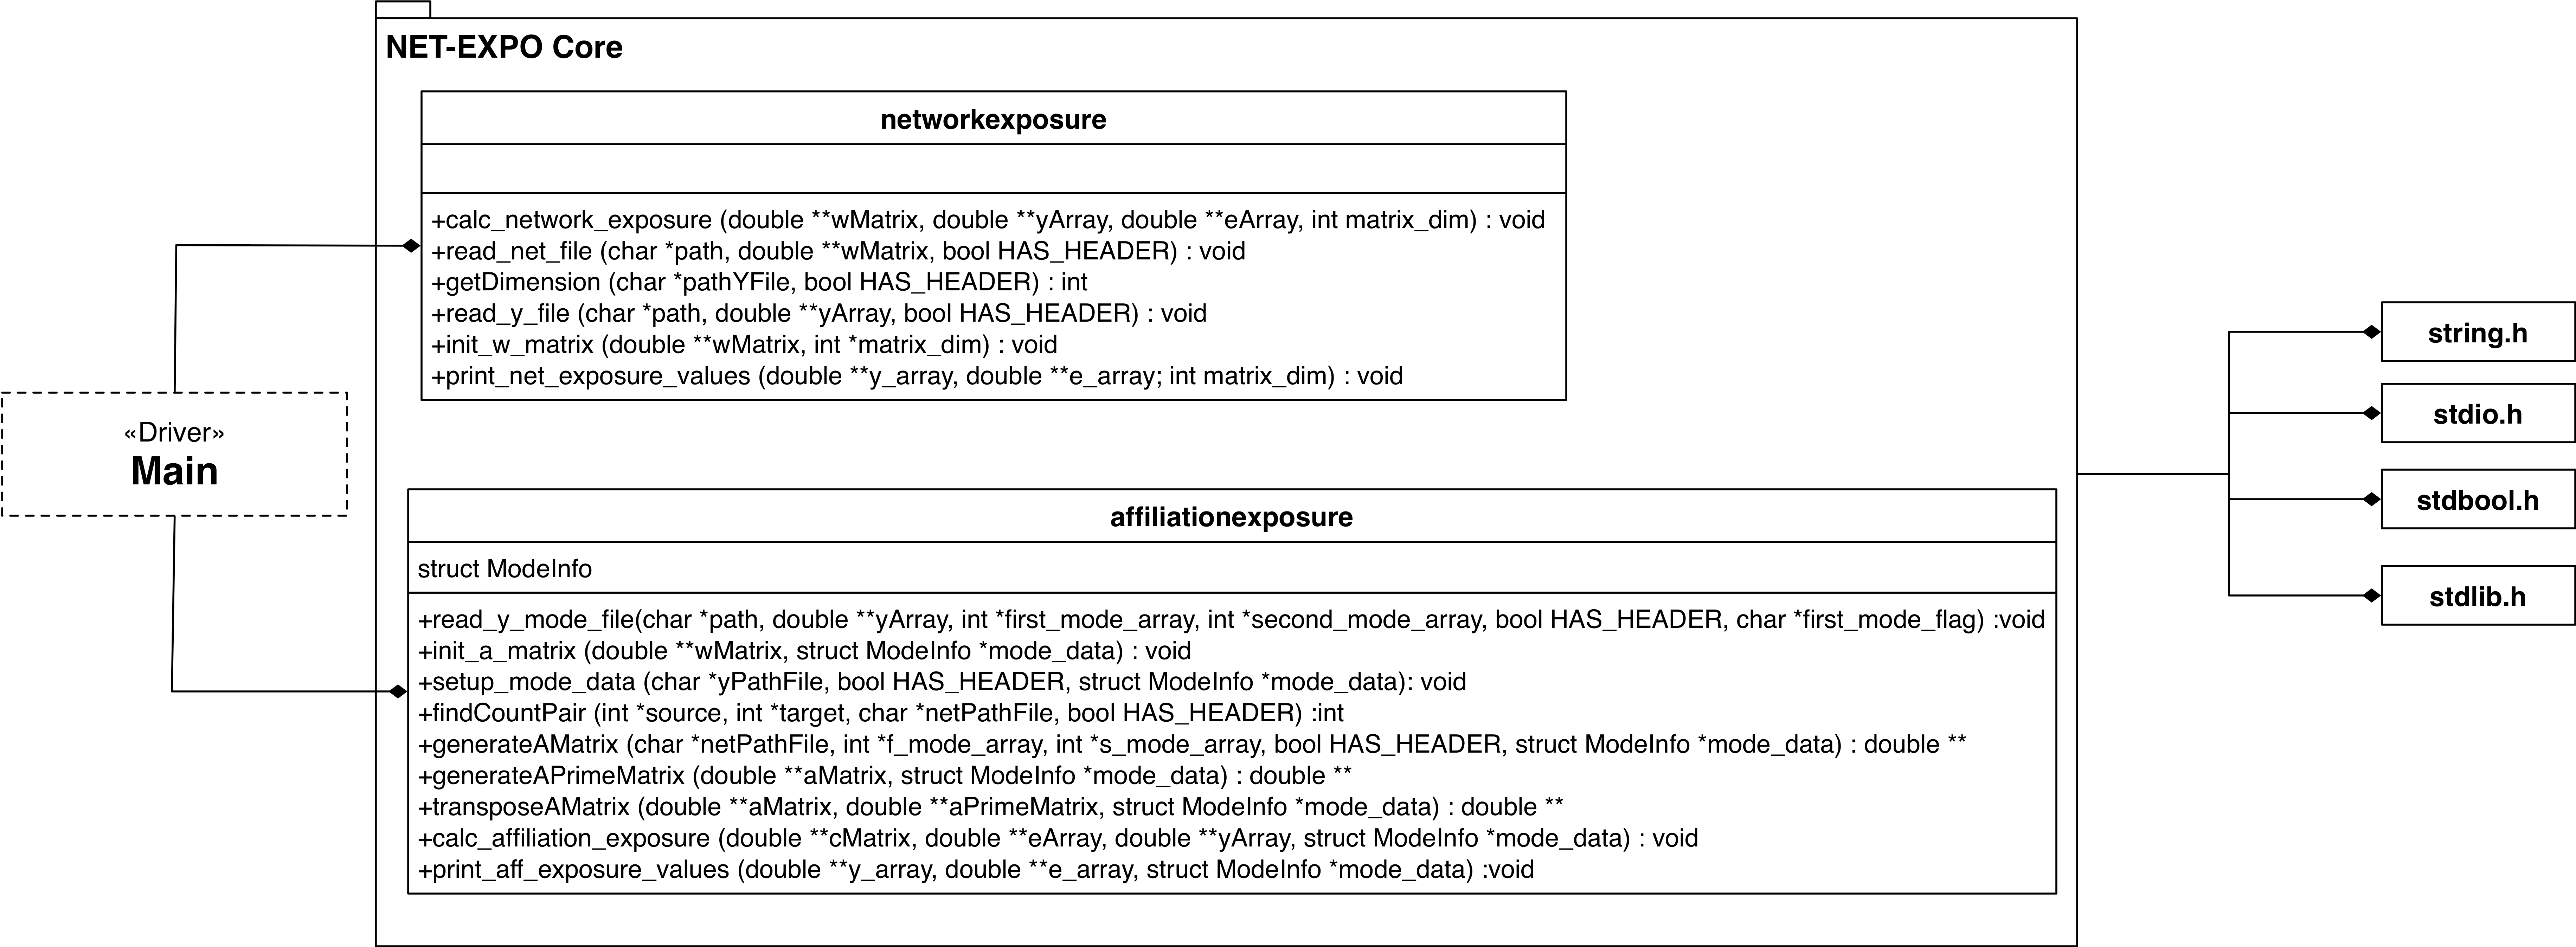 NET-EXPO Core
networkexposure
+calc_network_exposure (double **wMatrix, double **yArray, double **eArray, int matrix_dim) : void
+read_net_file (char *path, double **wMatrix, bool HAS_HEADER) : void
+getDimension (char *pathYFile, bool HAS_HEADER) : int
+read_y_file (char *path, double **yArray, bool HAS_HEADER) : void
+init_w_matrix (double **wMatrix, int *matrix_dim) : void
+print_net_exposure_values (double **y_array, double **e_array; int matrix_dim) : void
«Driver»
Main
affiliationexposure
struct ModeInfo
+read_y_mode_file(char *path, double **yArray, int *first_mode_array, int *second_mode_array, bool HAS_HEADER, char *first_mode_flag) :void
+init_a_matrix (double **wMatrix, struct ModeInfo *mode_data) : void
+setup_mode_data (char *yPathFile, bool HAS_HEADER, struct ModeInfo *mode_data): void
+findCountPair (int *source, int *target, char *netPathFile, bool HAS_HEADER) :int
+generateAMatrix (char *netPathFile, int *f_mode_array, int *s_mode_array, bool HAS_HEADER, struct ModeInfo *mode_data) : double **
+generateAPrimeMatrix (double **aMatrix, struct ModeInfo *mode_data) : double **
+transposeAMatrix (double **aMatrix, double **aPrimeMatrix, struct ModeInfo *mode_data) : double **
+calc_affiliation_exposure (double **cMatrix, double **eArray, double **yArray, struct ModeInfo *mode_data) : void
+print_aff_exposure_values (double **y_array, double **e_array, struct ModeInfo *mode_data) :void
string.h
stdio.h
stdbool.h
stdlib.h